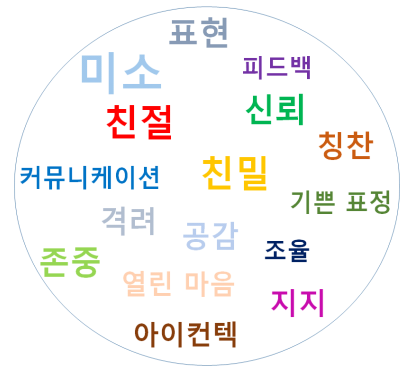 표현
미소
피드백
친절
신뢰
칭찬
커뮤니케이션
친밀
기쁜 표정
격려
공감
조율
존중
열린 마음
지지
아이컨텍